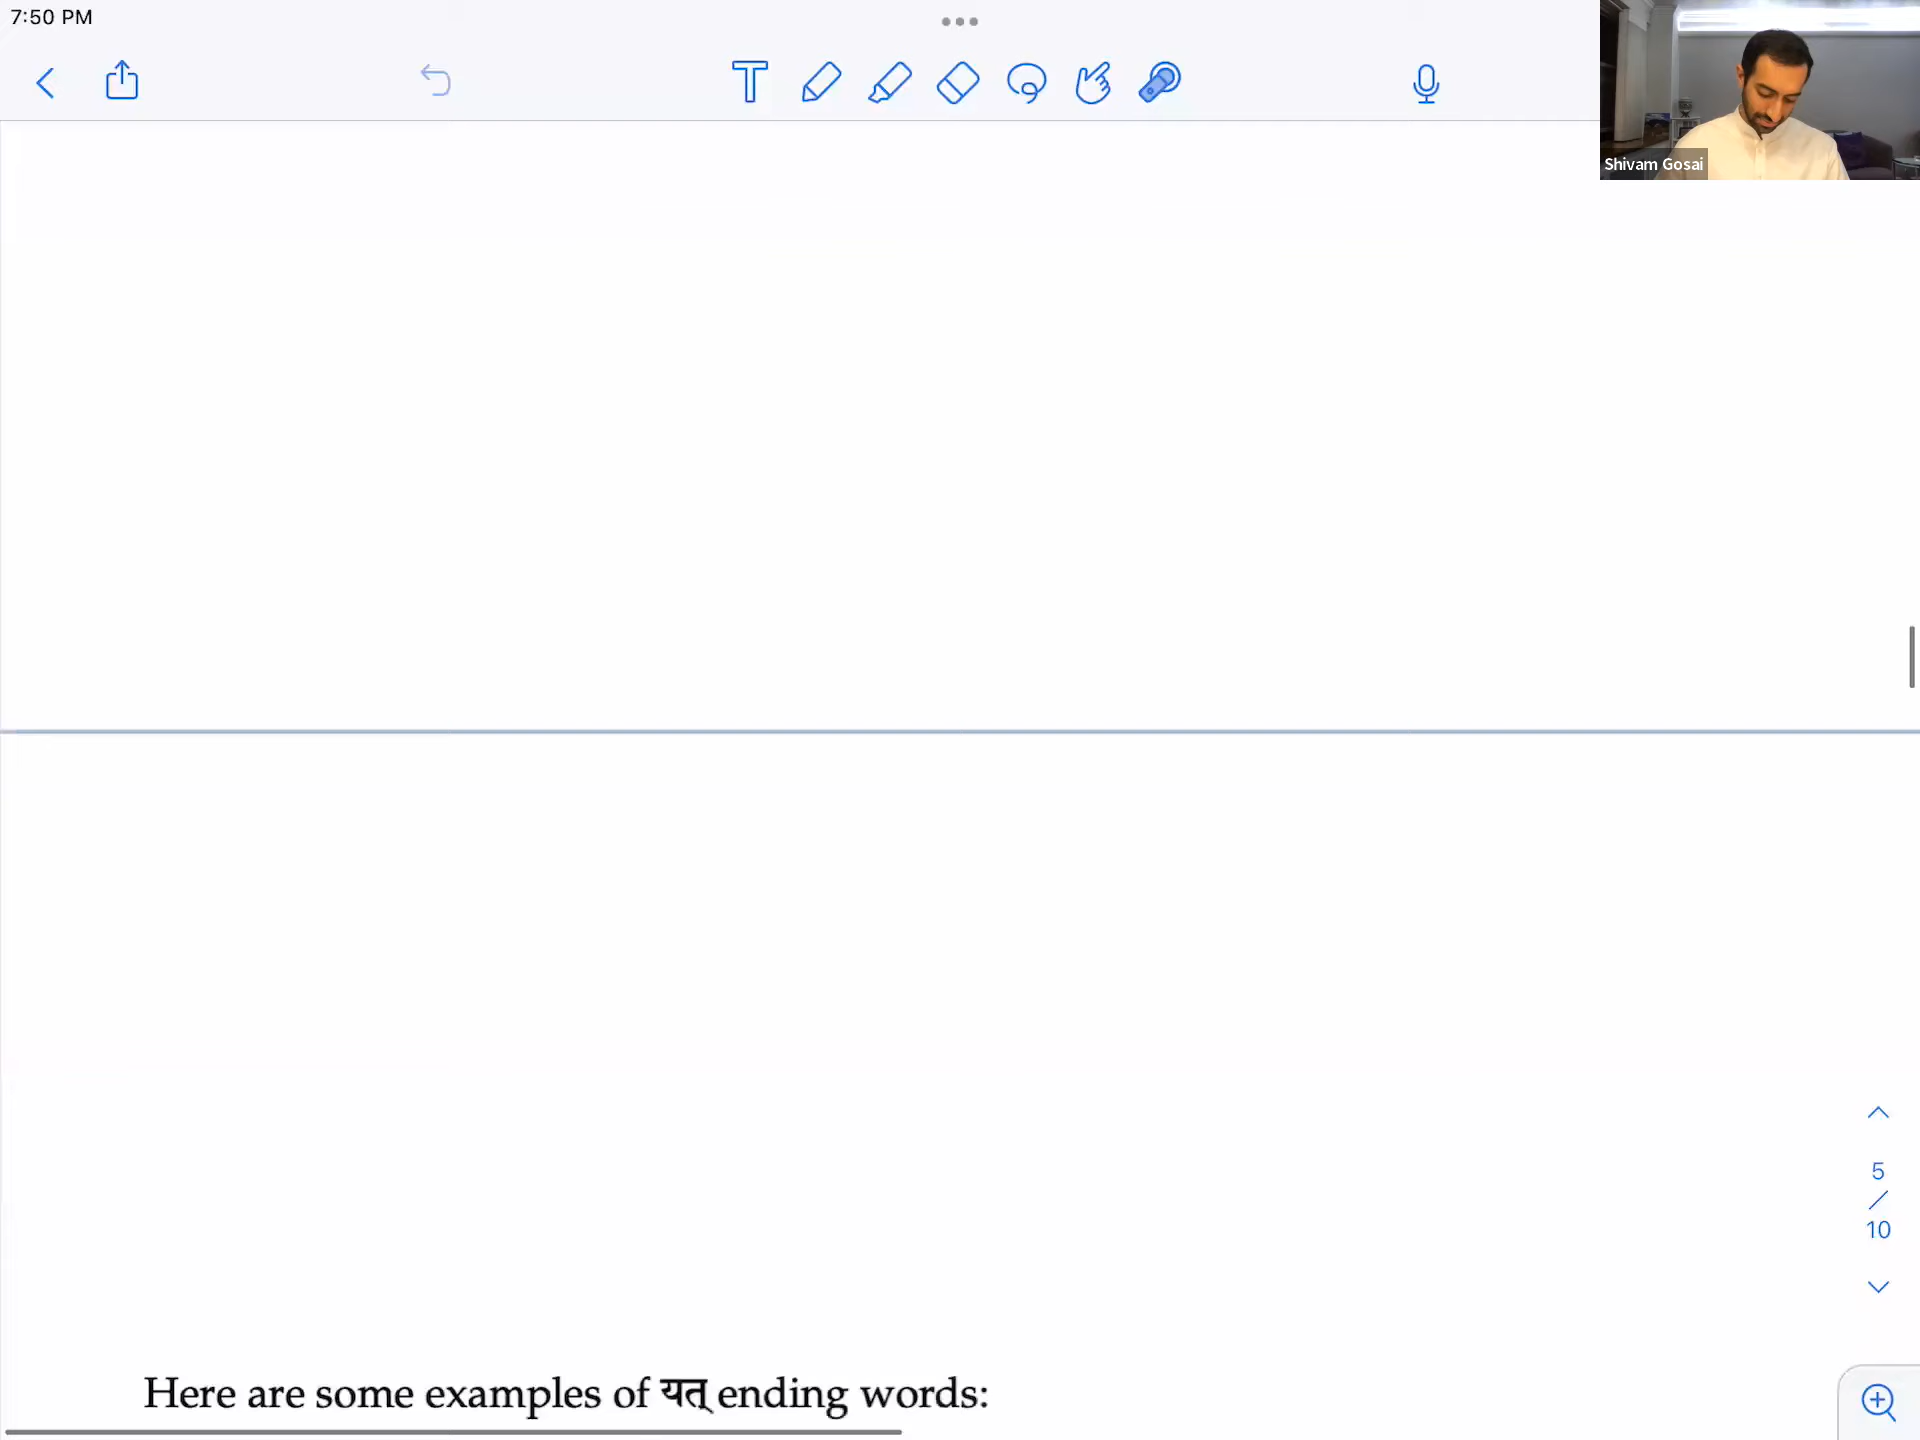 7:50 PM
Shivam Gosai
5
/
10
Here are some examples of यत् ending words: